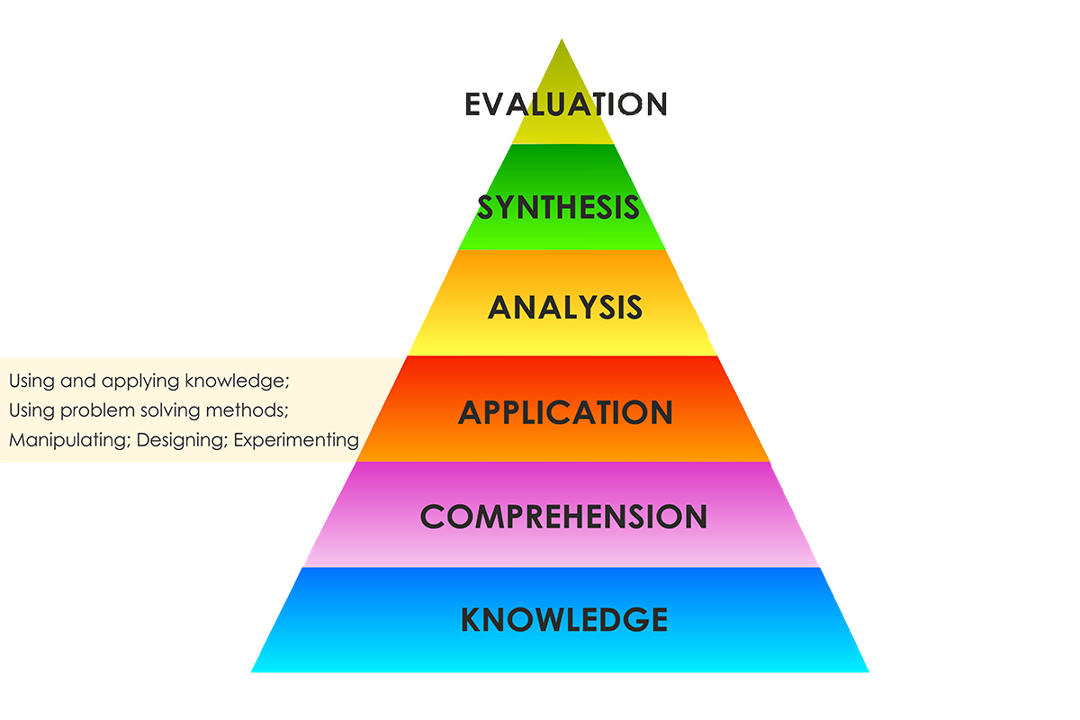 EVALUATION
SYNTHESIS
ANALYSIS
Using and applying knowledge;
Using problem solving methods;
Manipulating; Designing; Experimenting
APPLICATION
COMPREHENSION
KNOWLEDGE